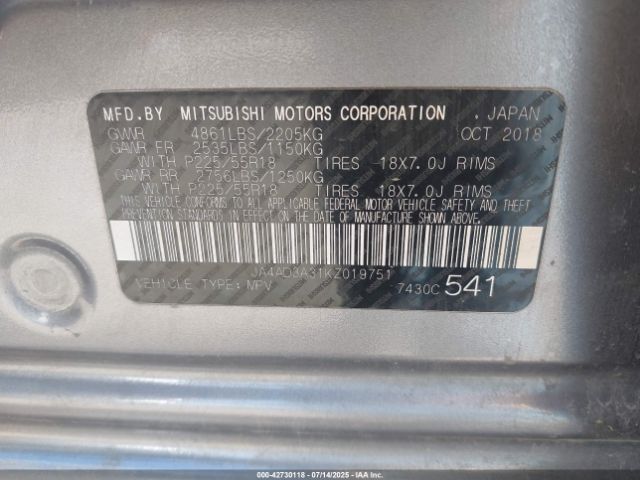 MFD.BY MITSUBISHI MOTORS CORPORATION . JAPAN
GVWR 4861LBS/2205KG OCT 2018
GAWR FR 2535LBS/1150KG
WITH P225/55R18 TIRES -18X7.0J RIMS
GAWR RR 2756LBS/1250KG
WITH P225/55R18 TIRES 18X7.0J RIMS
THIS VEHICLE CONFORMS TO ALL APPLICABLE FEDERAL MOTOR VEHICLE SAFETY AND THEFT
PREVENTION STANDARDS IN EFFECT ON THE DATE OF MANUFACTURE SHOWN ABOVE.
JA4AD3A31KZ019751
VEHICLE TYPE: MPV 7430C 541
000-42730118 - 07/14/2025 - IAAHC